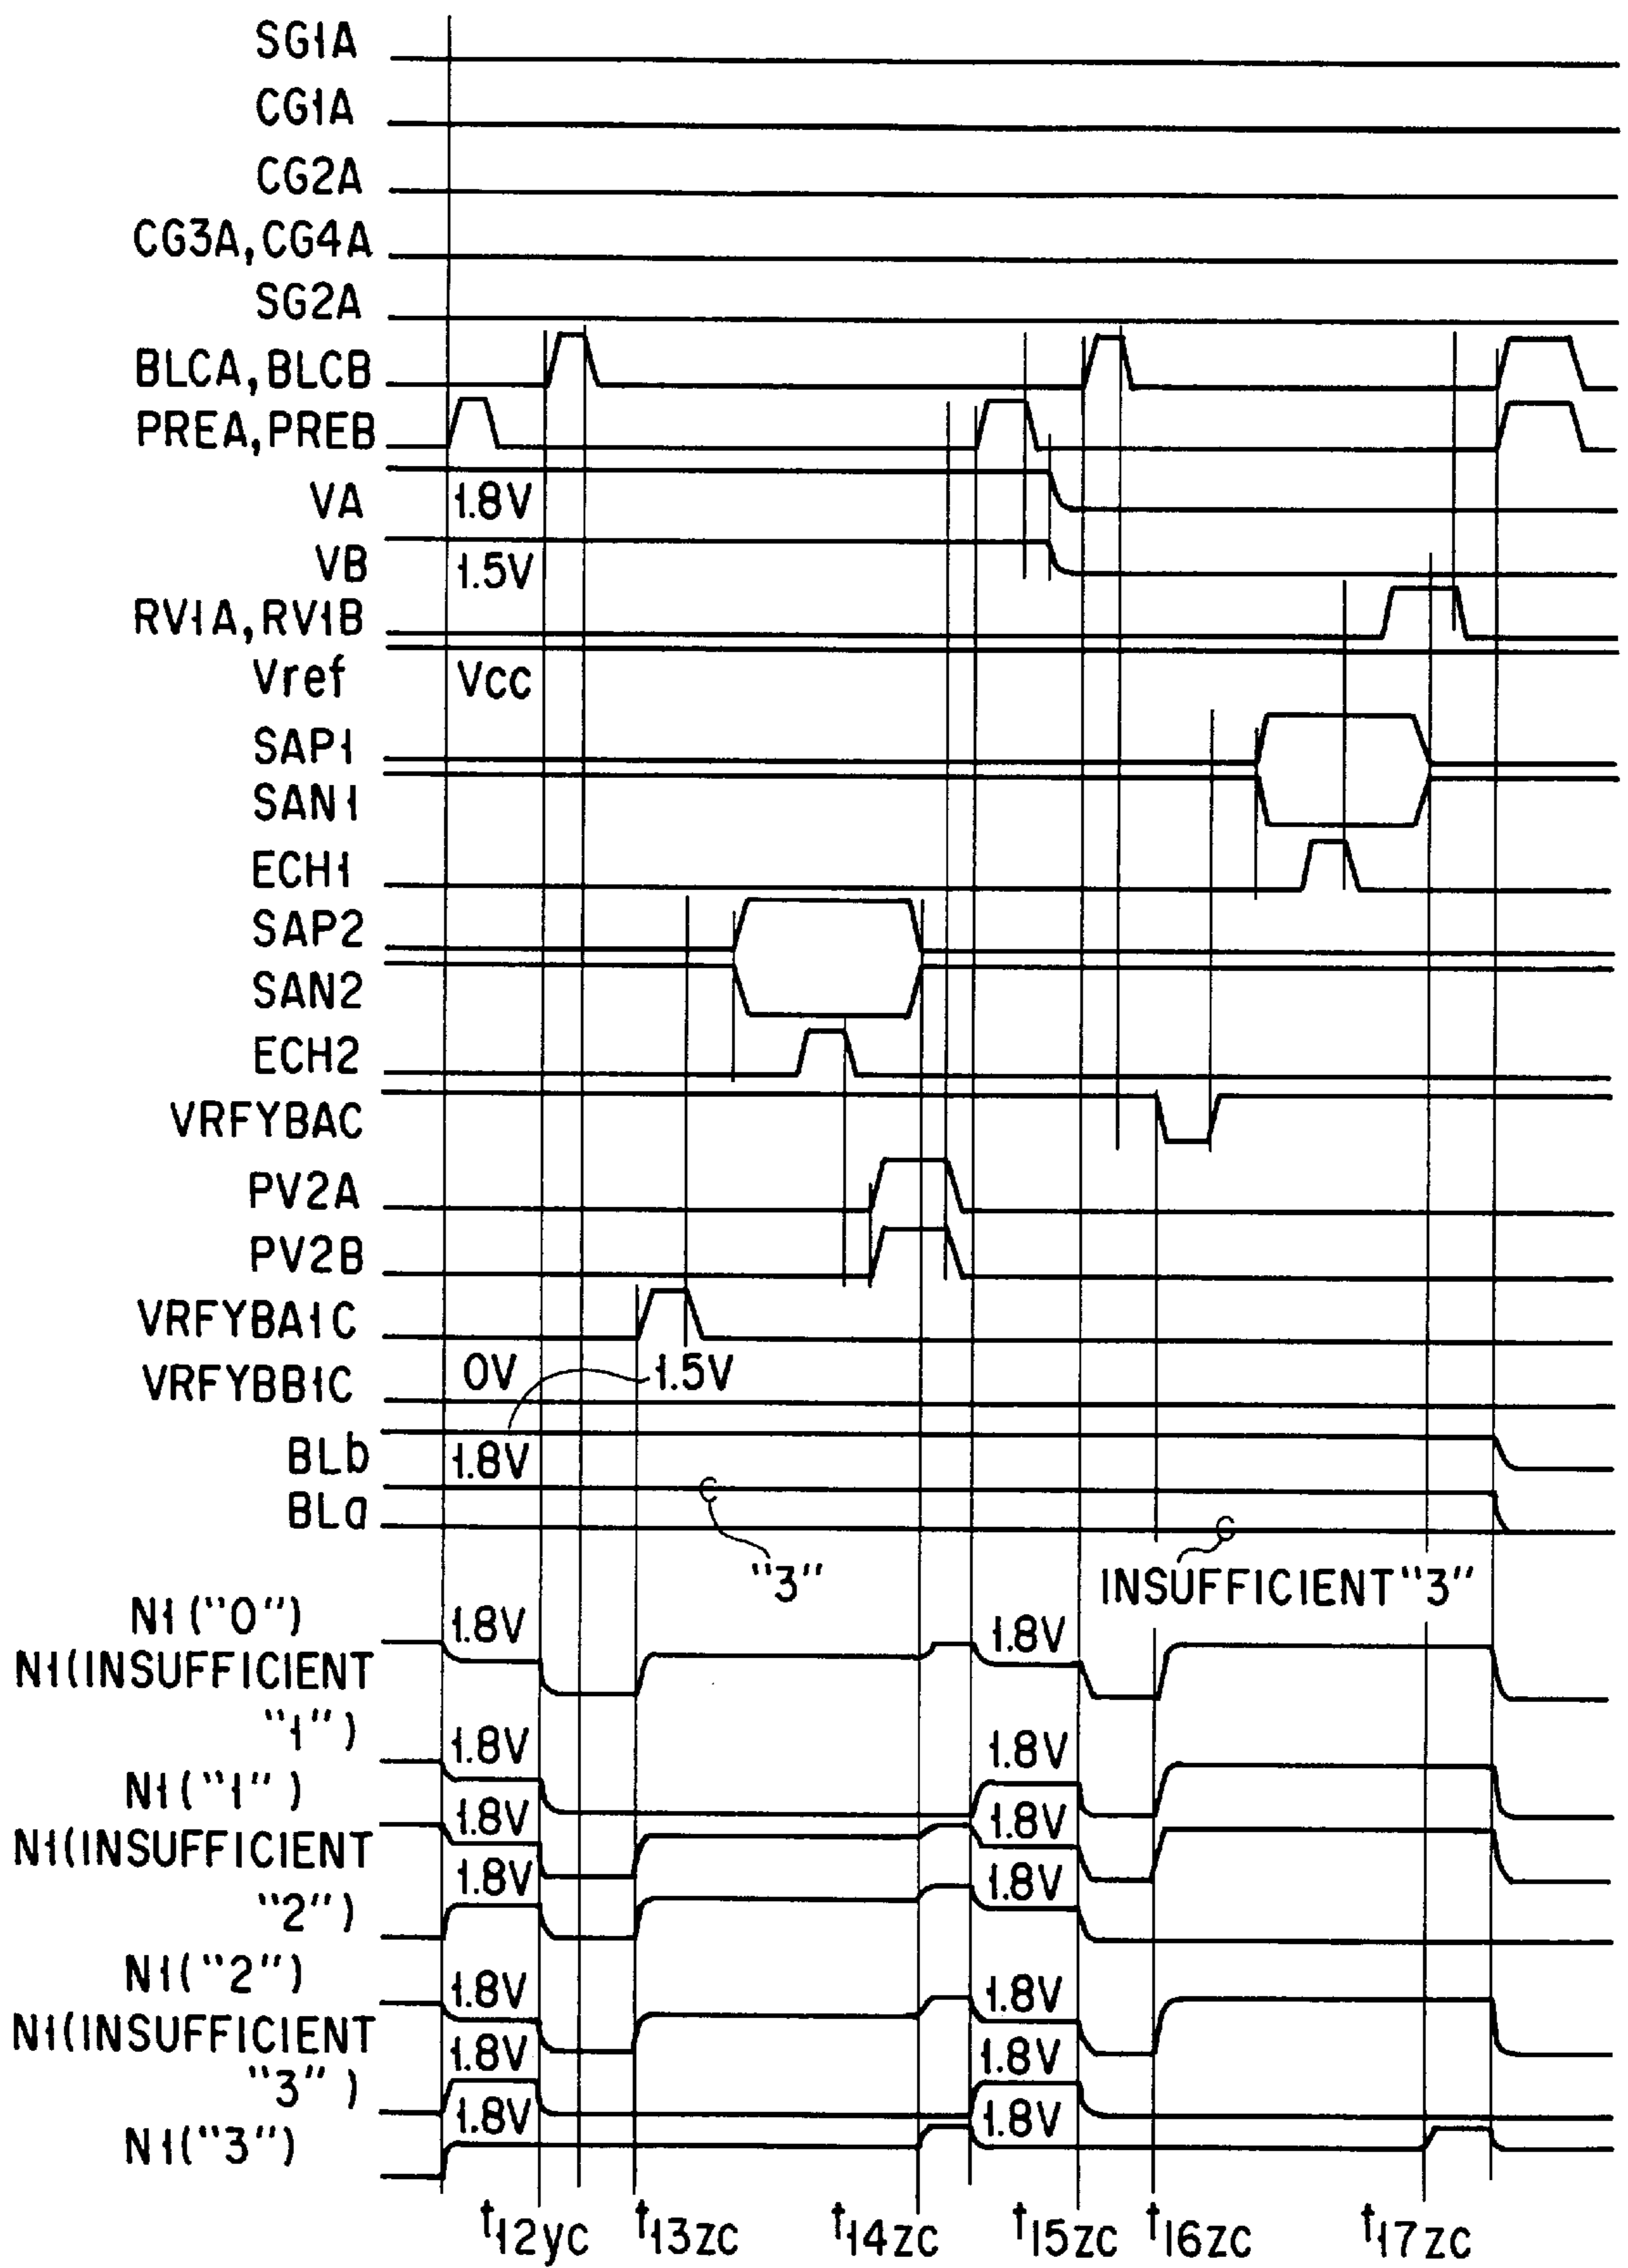 SG1A
CG1A
CG2A
CG3A,CG4A
SG2A
BLCA,BLCB
PREA,PREB
VA 1.8V
VB 1.5V
RV1A,RV1B
Vref Vcc
SAP1
SAN1
ECH1
SAP2
SAN2
ECH2
VRFYBAC
PV2A
PV2B
VRFYBA1C
0V 1.5V
VRFYBB1C
BLb 1.8V
BLa
"3" INSUFFICIENT"3"
N1("0") 1.8V 1.8V
N1(INSUFFICIENT
"1") 1.8V 1.8V
N1("1") 1.8V 1.8V
N1(INSUFFICIENT
1.8V 1.8V
"2")
N1("2") 1.8V 1.8V
N1(INSUFFICIENT
1.8V 1.8V
"3")
1.8V 1.8V
N1("3")
t12yc t13zc t14zc t15zc t16zc t17zc